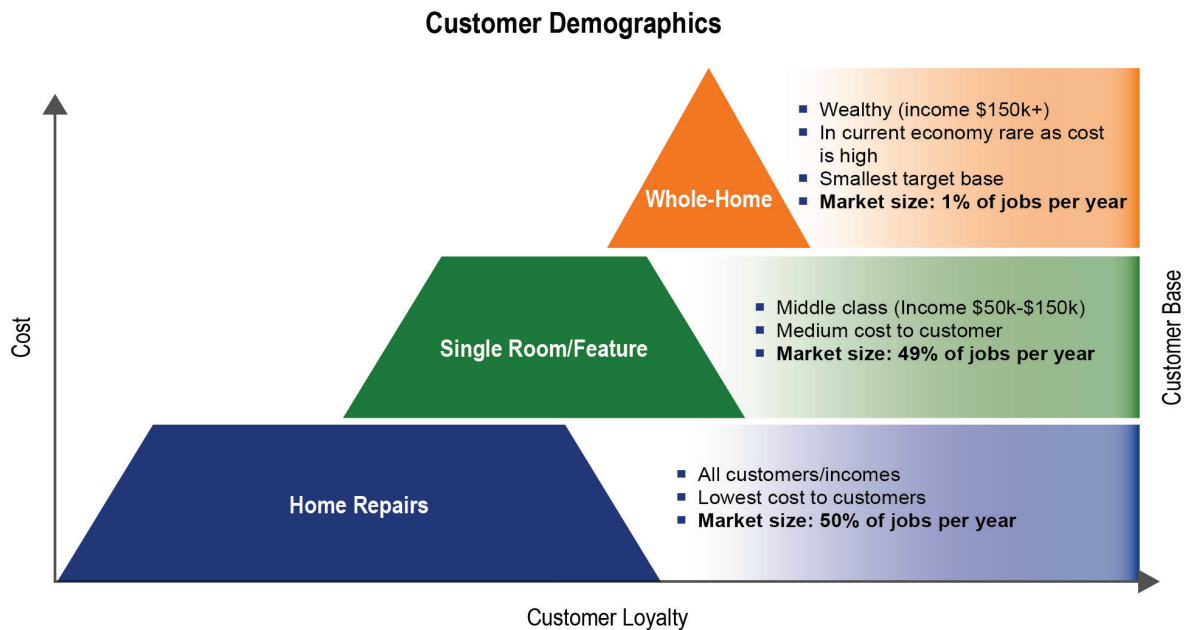 Customer Demographics
Cost
Whole-Home
▪ Wealthy (income $150k+)
▪ In current economy rare as cost
is high
▪ Smallest target base
▪ Market size: 1% of jobs per year
Single Room/Feature
▪ Middle class (Income $50k-$150k)
▪ Medium cost to customer
▪ Market size: 49% of jobs per year
Home Repairs
▪ All customers/incomes
▪ Lowest cost to customers
▪ Market size: 50% of jobs per year
Customer Base
Customer Loyalty